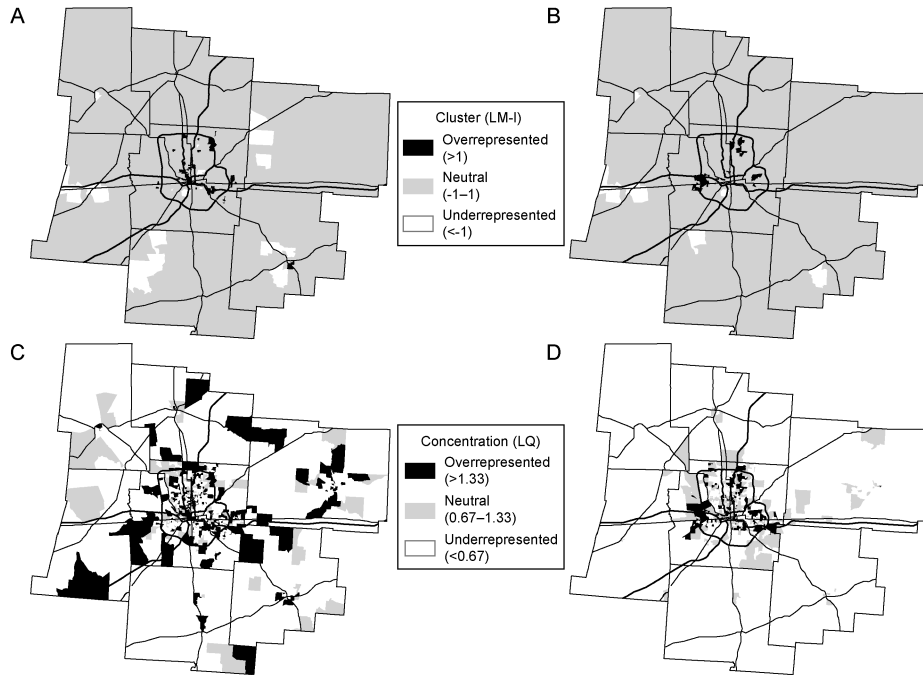 A
B
Cluster (LM-I)
Overrepresented
(>1)
Neutral
(-1–1)
Underrepresented
(<-1)
C
D
Concentration (LQ)
Overrepresented
(>1.33)
Neutral
(0.67–1.33)
Underrepresented
(<0.67)